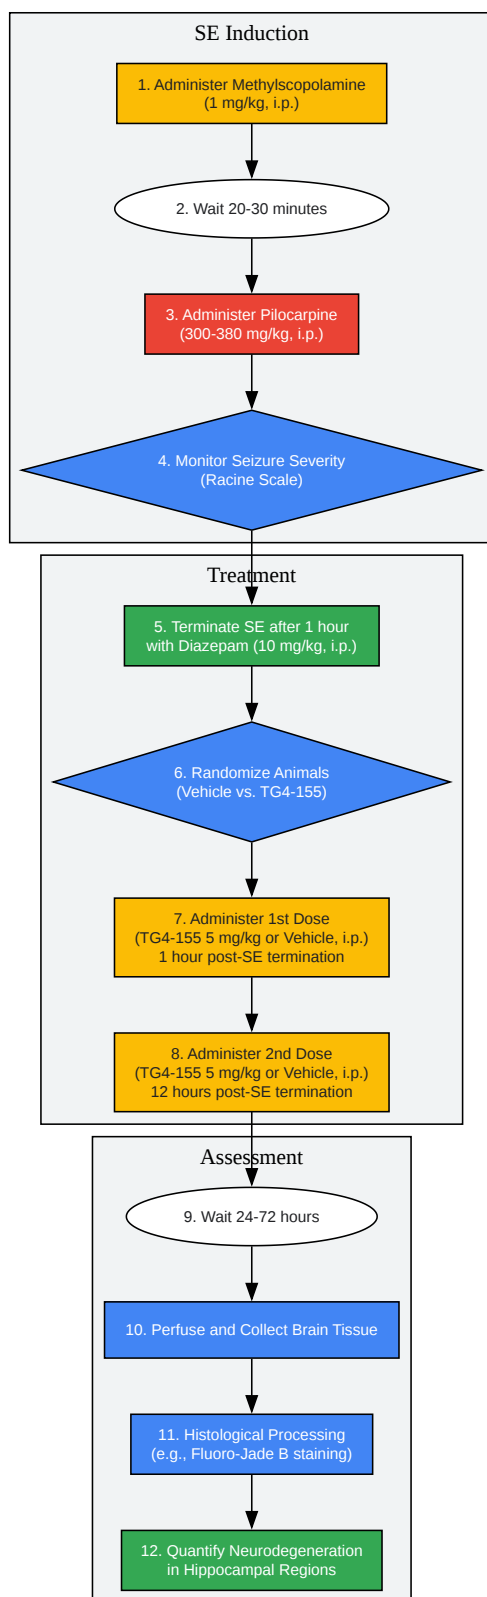 SE Induction
1. Administer Methylscopolamine
(1 mg/kg, i.p.)
2. Wait 20-30 minutes
3. Administer Pilocarpine
(300-380 mg/kg, i.p.)
4. Monitor Seizure Severity
(Racine Scale)
Treatment
5. Terminate SE after 1 hour
with Diazepam (10 mg/kg, i.p.)
6. Randomize Animals
(Vehicle vs. TG4-155)
7. Administer 1st Dose
(TG4-155 5 mg/kg or Vehicle, i.p.)
1 hour post-SE termination
8. Administer 2nd Dose
(TG4-155 5 mg/kg or Vehicle, i.p.)
12 hours post-SE termination
Assessment
9. Wait 24-72 hours
10. Perfuse and Collect Brain Tissue
11. Histological Processing
(e.g., Fluoro-Jade B staining)
12. Quantify Neurodegeneration
in Hippocampal Regions